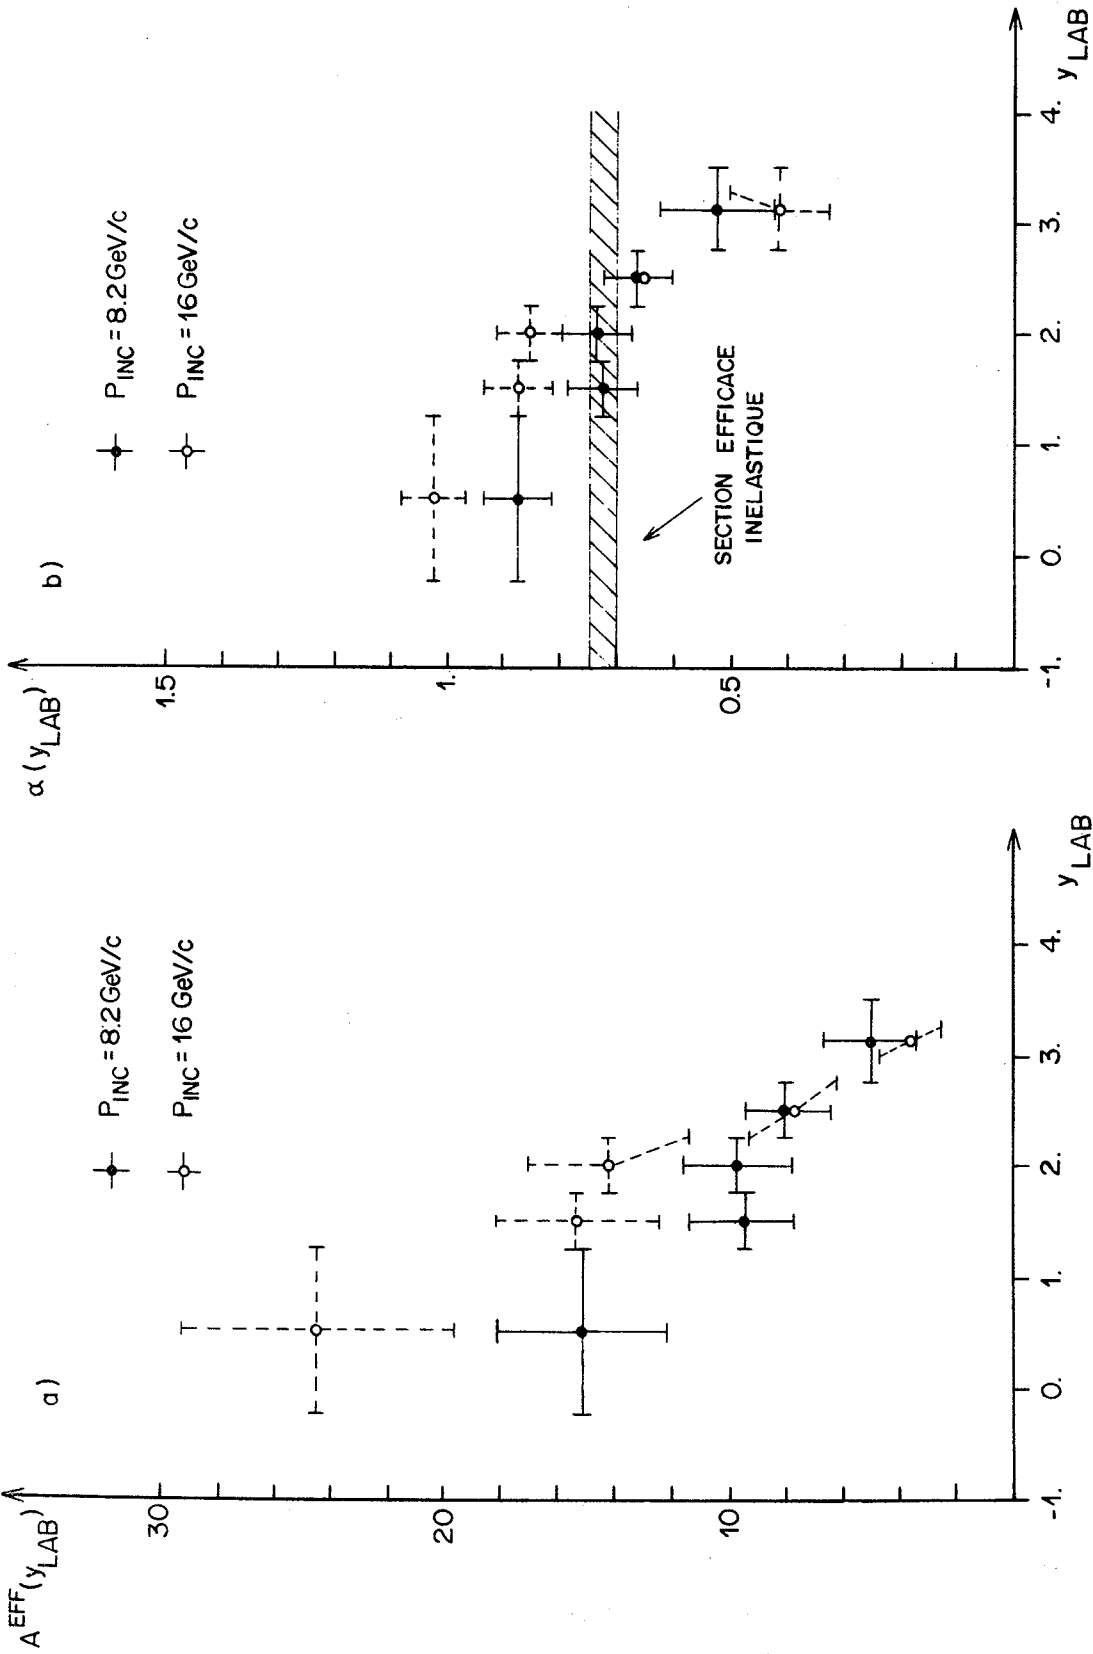 a)
A^EFF(y_LAB)
P_INC = 8.2 GeV/c
P_INC = 16 GeV/c
30
20
10
-1. 0. 1. 2. 3. 4.
y_LAB
b)
α(y_LAB)
P_INC = 8.2 GeV/c
P_INC = 16 GeV/c
1.5
1.
0.5
SECTION EFFICACE
INELASTIQUE
-1. 0. 1. 2. 3. 4.
y_LAB